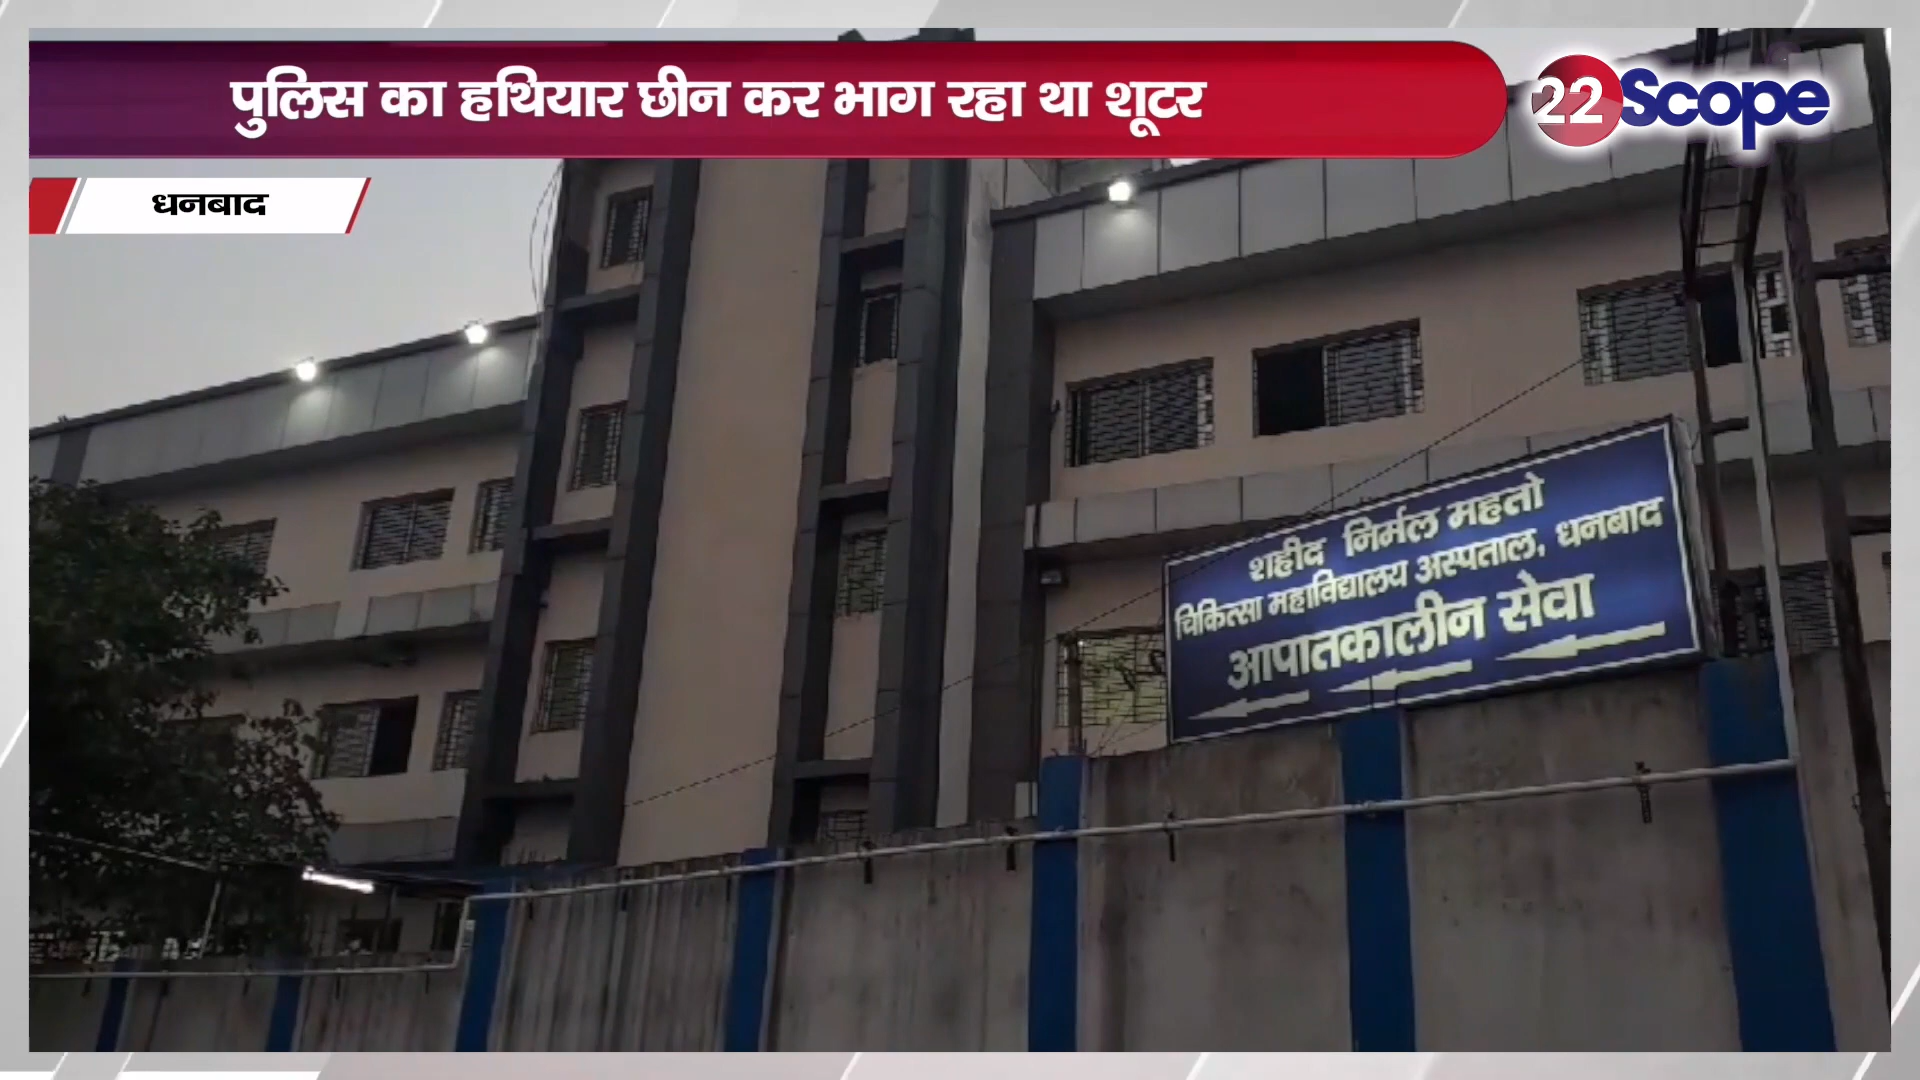 पुलिस का हथियार छीन कर भाग रहा था शूटर
22Scope
धनबाद
शहीद निर्मल महतो
चिकित्सा महाविद्यालय अस्पताल, धनबाद
आपातकालीन सेवा